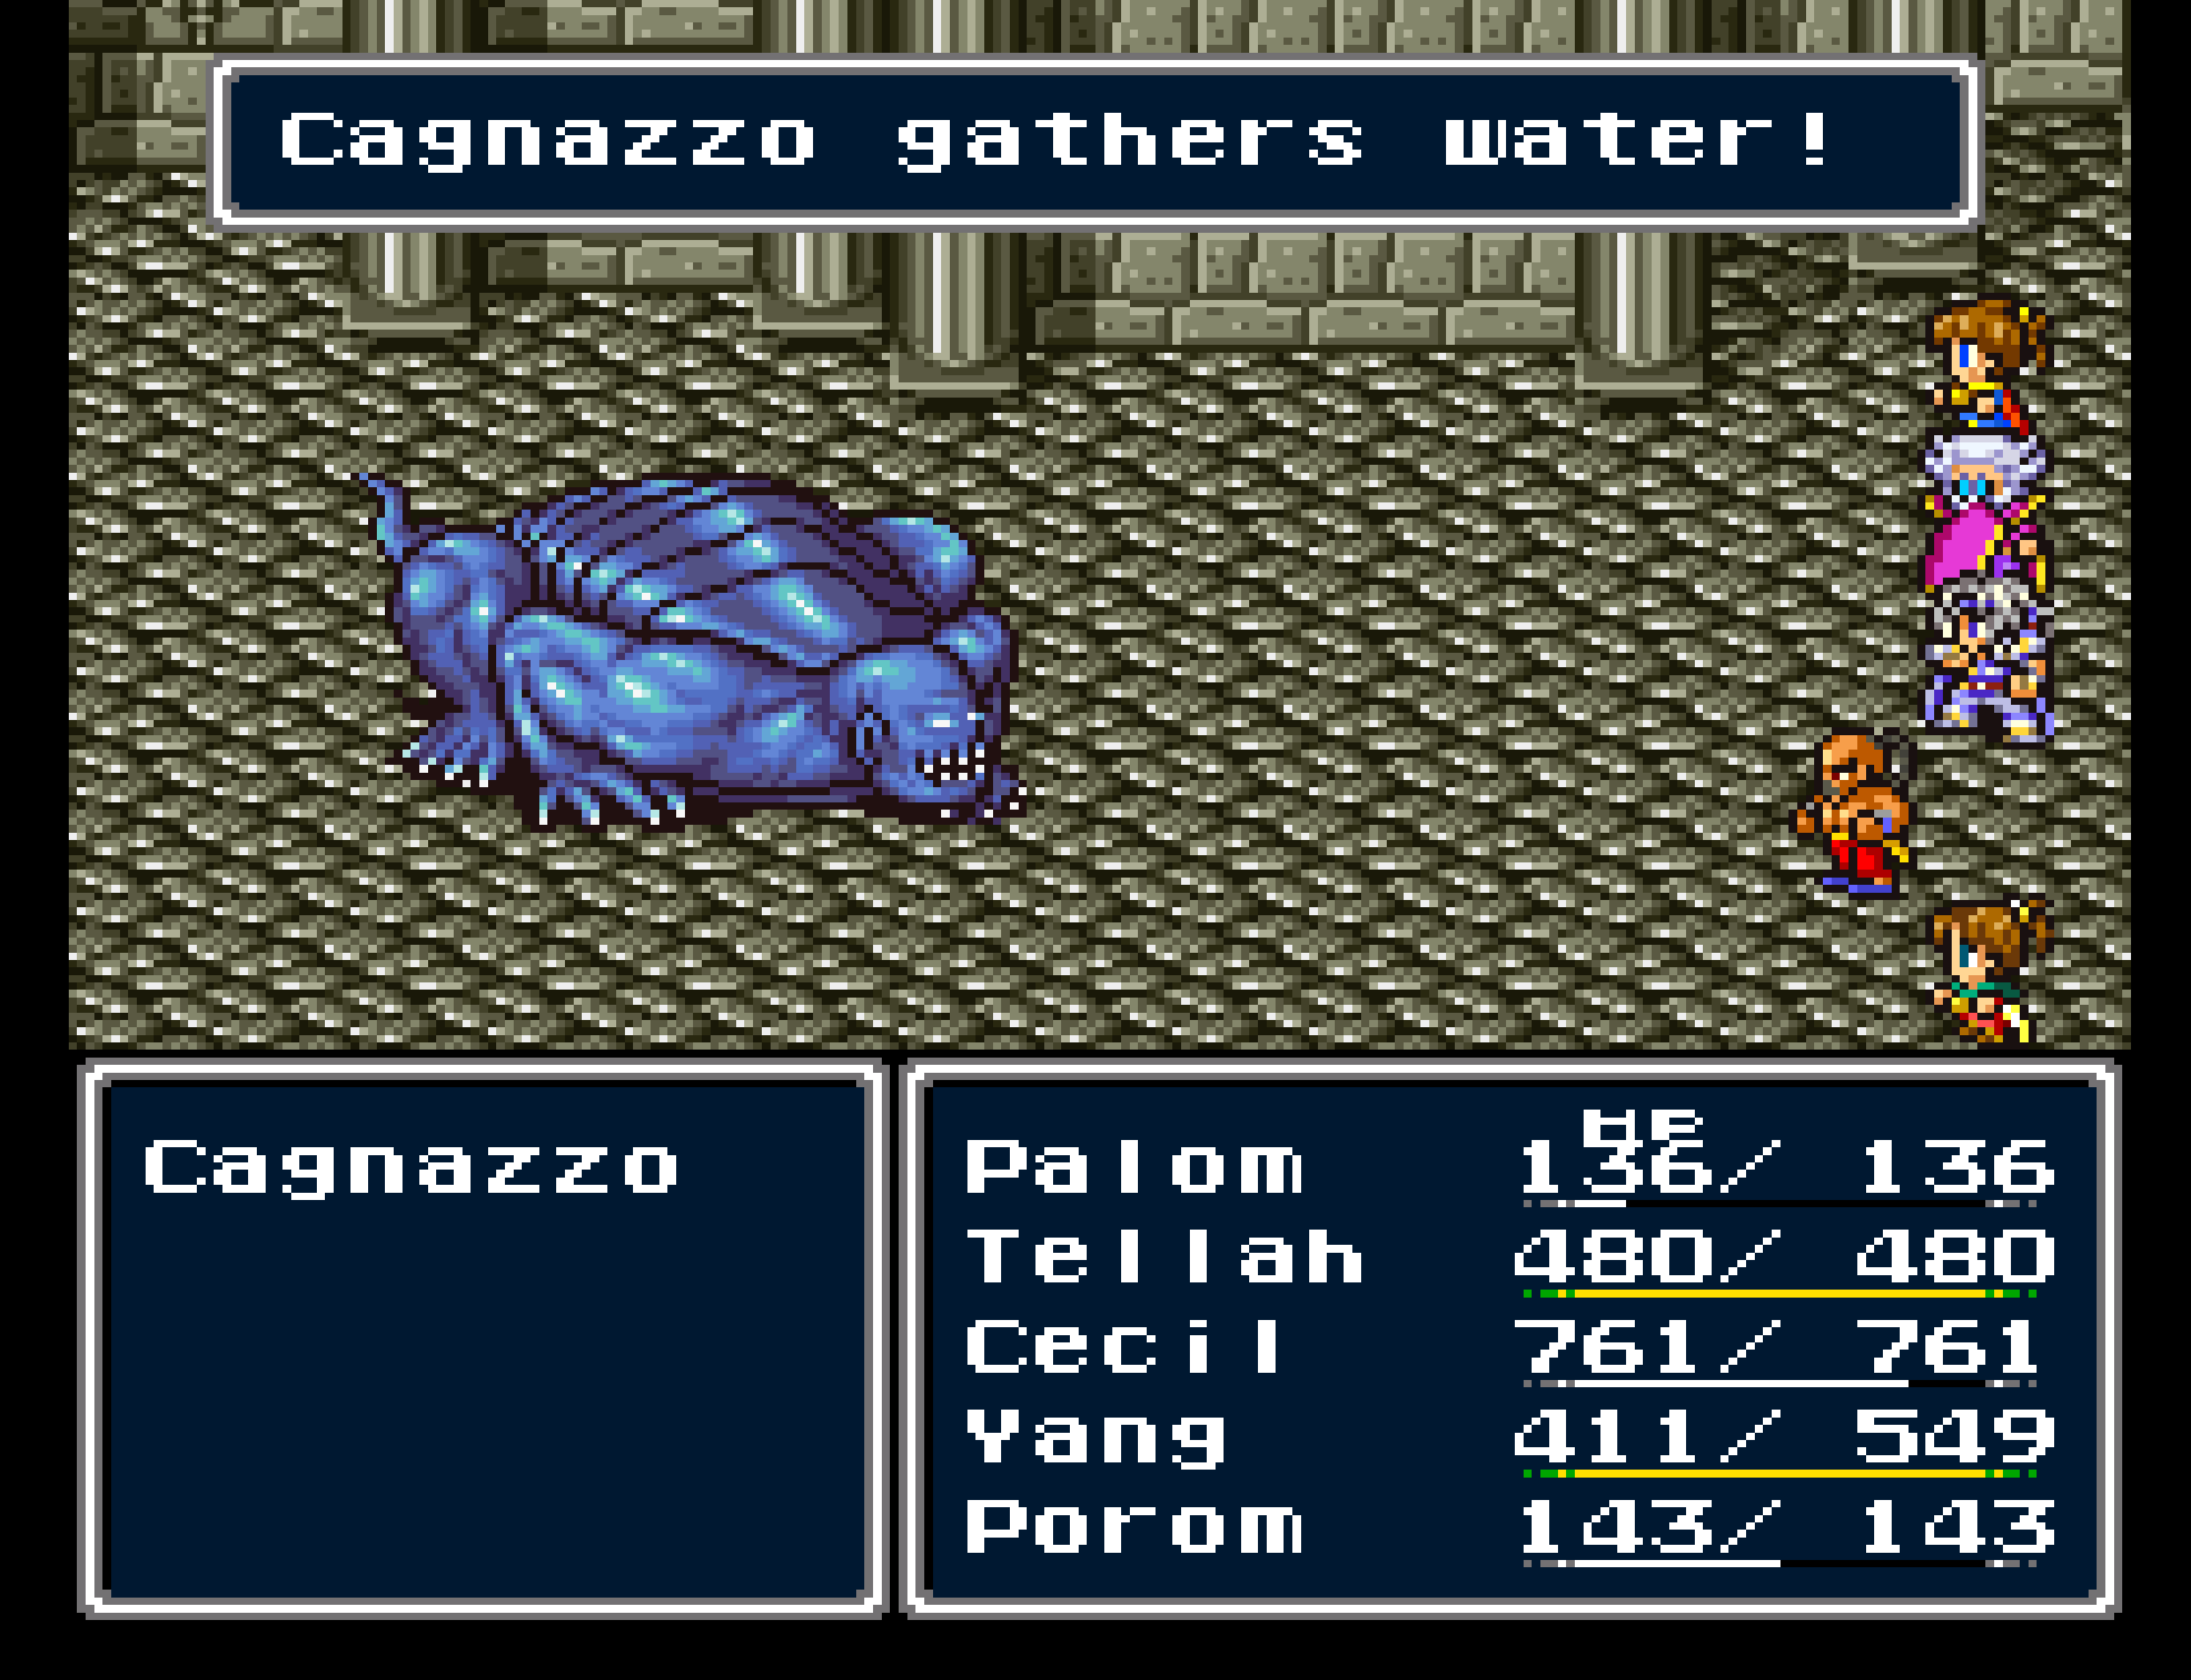 Cagnazzo gathers water!
Cagnazzo
HP
Palom 136/ 136
Tellah 480/ 480
Cecil 761/ 761
Yang 411/ 549
Porom 143/ 143